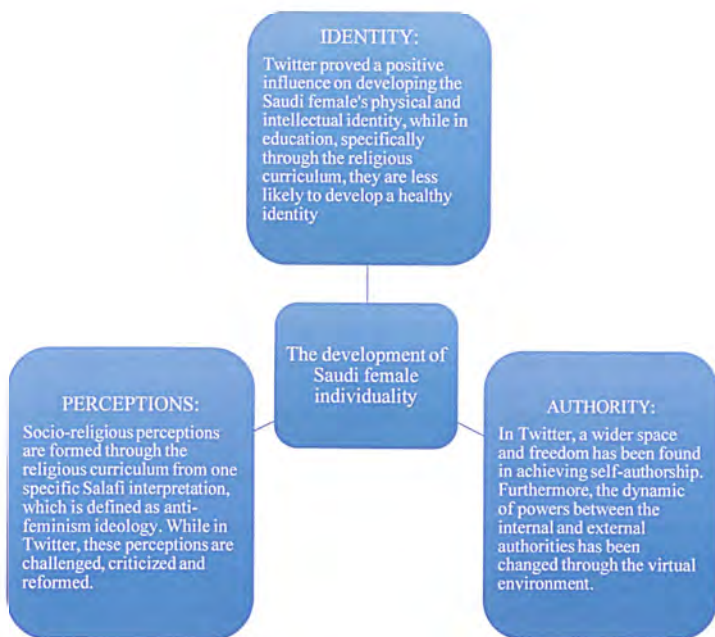 IDENTITY:
Twitter proved a positive
influence on developing the
Saudi female's physical and
intellectual identity, while in
education, specifically
through the religious
curriculum, they are less
likely to develop a healthy
identity
The development of
Saudi female
individuality
PERCEPTIONS:
Socio-religious perceptions
are formed through the
religious curriculum from one
specific Salafi interpretation,
which is defined as anti-
feminism ideology. While in
Twitter, these perceptions are
challenged, criticized and
reformed.
AUTHORITY:
In Twitter, a wider space
and freedom has been found
in achieving self-authorship.
Furthermore, the dynamic
of powers between the
internal and external
authorities has been
changed through the virtual
environment.